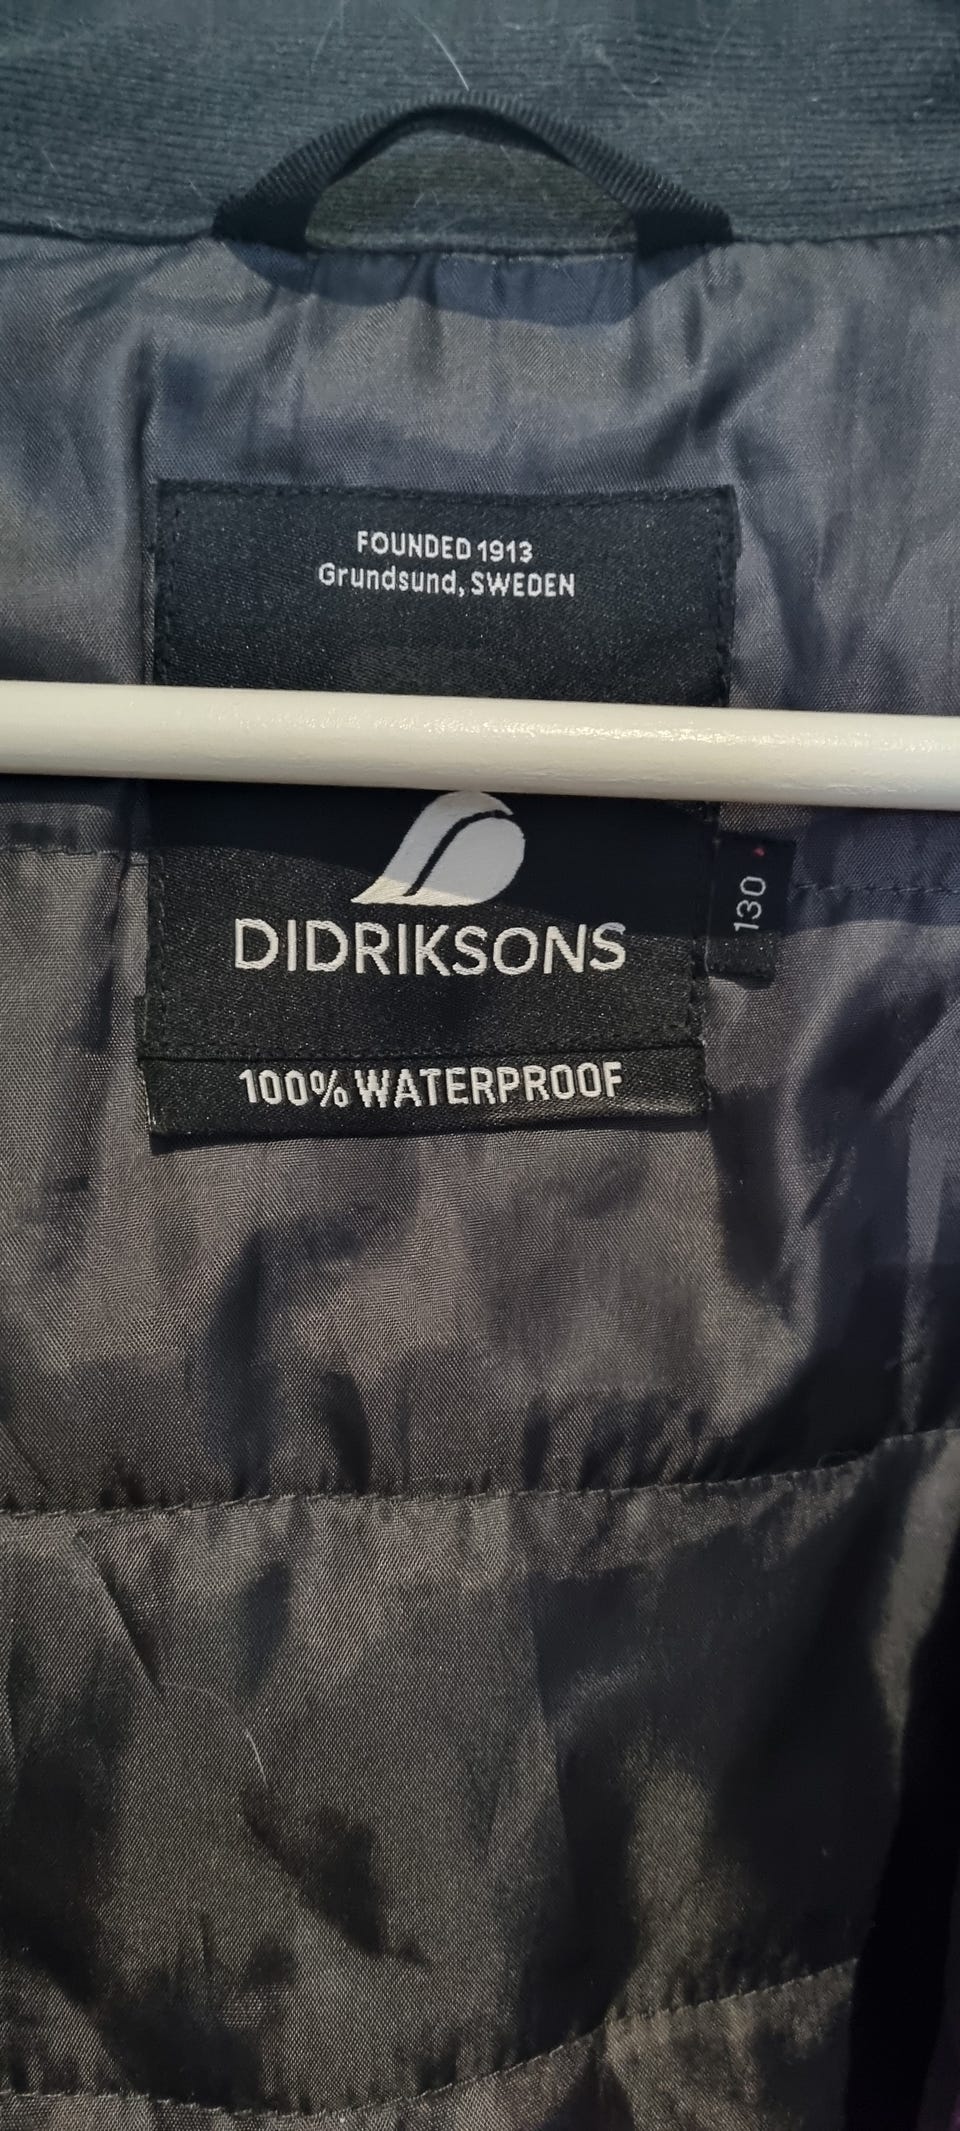 FOUNDED 1913
Grundsund, SWEDEN
DIDRIKSONS
130
100% WATERPROOF